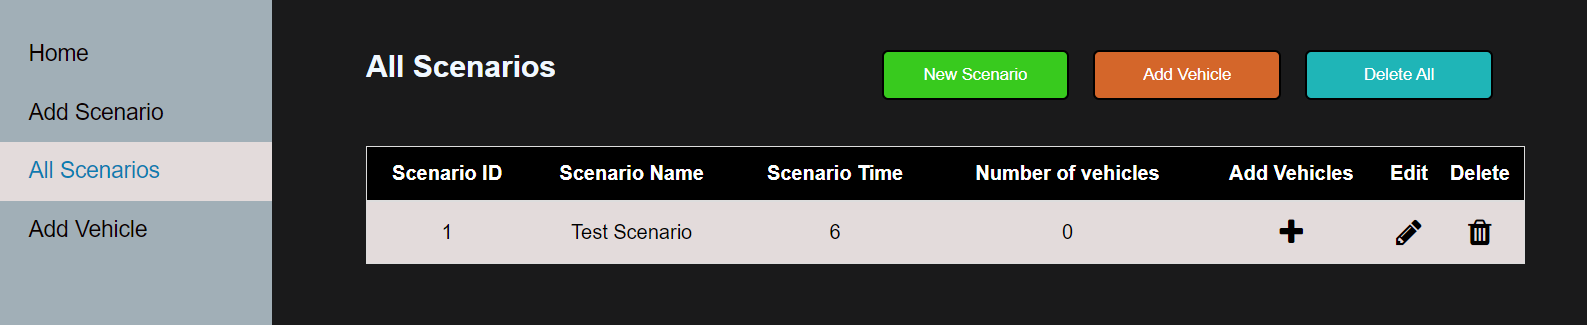 Home
Add Scenario
All Scenarios
Add Vehicle
All Scenarios
New Scenario
Add Vehicle
Delete All
Scenario ID Scenario Name Scenario Time Number of vehicles Add Vehicles Edit Delete
1 Test Scenario 6 0